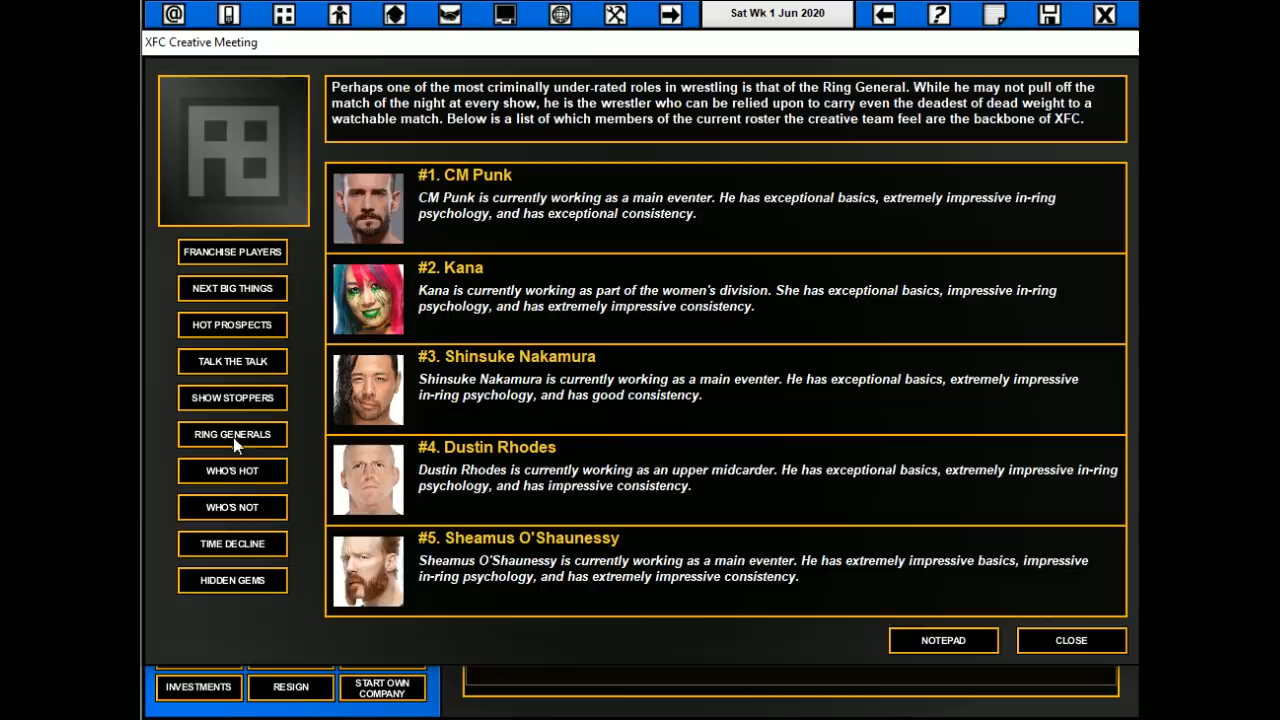 Sat Wk 1 Jun 2020
XFC Creative Meeting
Perhaps one of the most criminally under-rated roles in wrestling is that of the Ring General. While he may not pull off the
match of the night at every show, he is the wrestler who can be relied upon to carry even the deadest of dead weight to a
watchable match. Below is a list of which members of the current roster the creative team feel are the backbone of XFC.
FRANCHISE PLAYERS
NEXT BIG THINGS
HOT PROSPECTS
TALK THE TALK
SHOW STOPPERS
RING GENERALS
WHO'S HOT
WHO'S NOT
TIME DECLINE
HIDDEN GEMS
#1. CM Punk
CM Punk is currently working as a main eventer. He has exceptional basics, extremely impressive in-ring
psychology, and has exceptional consistency.
#2. Kana
Kana is currently working as part of the women's division. She has exceptional basics, impressive in-ring
psychology, and has extremely impressive consistency.
#3. Shinsuke Nakamura
Shinsuke Nakamura is currently working as a main eventer. He has exceptional basics, extremely impressive
in-ring psychology, and has good consistency.
#4. Dustin Rhodes
Dustin Rhodes is currently working as an upper midcarder. He has exceptional basics, extremely impressive in-ring
psychology, and has impressive consistency.
#5. Sheamus O'Shaunessy
Sheamus O'Shaunessy is currently working as a main eventer. He has extremely impressive basics, impressive
in-ring psychology, and has extremely impressive consistency.
NOTEPAD
CLOSE
INVESTMENTS
RESIGN
START OWN
COMPANY